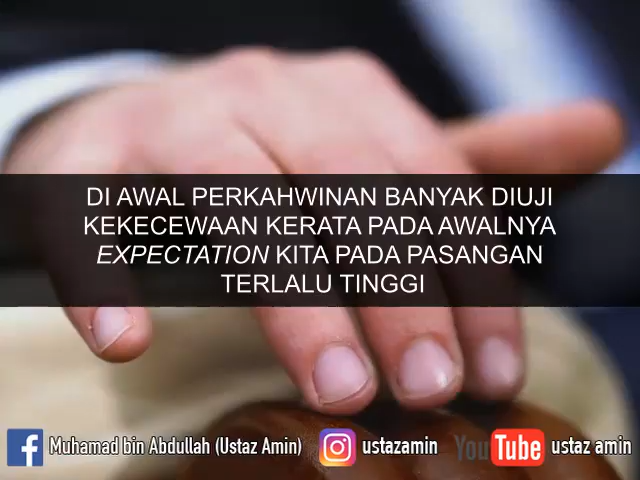 DI AWAL PERKAHWINAN BANYAK DIUJI
KEKECEWAAN KERATA PADA AWALNYA
EXPECTATION KITA PADA PASANGAN
TERLALU TINGGI
Muhamad bin Abdullah (Ustaz Amin) ustazamin YouTube ustaz amin